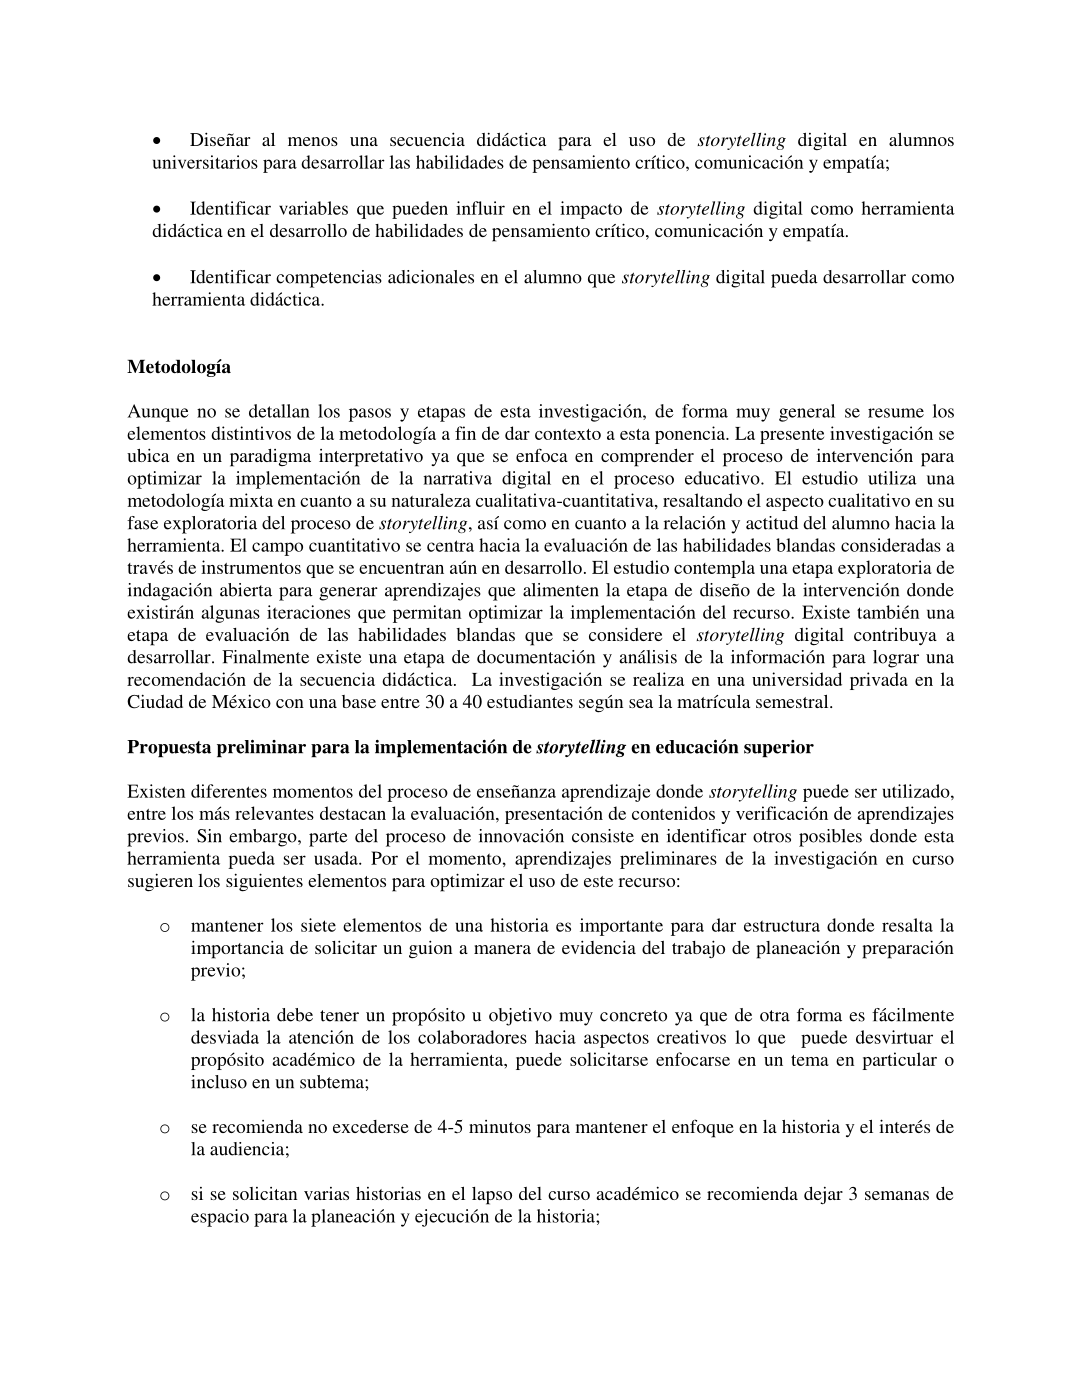 • Diseñar al menos una secuencia didáctica para el uso de storytelling digital en alumnos
universitarios para desarrollar las habilidades de pensamiento crítico, comunicación y empatía;
• Identificar variables que pueden influir en el impacto de storytelling digital como herramienta
didáctica en el desarrollo de habilidades de pensamiento crítico, comunicación y empatía.
• Identificar competencias adicionales en el alumno que storytelling digital pueda desarrollar como
herramienta didáctica.
Metodología
Aunque no se detallan los pasos y etapas de esta investigación, de forma muy general se resume los
elementos distintivos de la metodología a fin de dar contexto a esta ponencia. La presente investigación se
ubica en un paradigma interpretativo ya que se enfoca en comprender el proceso de intervención para
optimizar la implementación de la narrativa digital en el proceso educativo. El estudio utiliza una
metodología mixta en cuanto a su naturaleza cualitativa-cuantitativa, resaltando el aspecto cualitativo en su
fase exploratoria del proceso de storytelling, así como en cuanto a la relación y actitud del alumno hacia la
herramienta. El campo cuantitativo se centra hacia la evaluación de las habilidades blandas consideradas a
través de instrumentos que se encuentran aún en desarrollo. El estudio contempla una etapa exploratoria de
indagación abierta para generar aprendizajes que alimenten la etapa de diseño de la intervención donde
existirán algunas iteraciones que permitan optimizar la implementación del recurso. Existe también una
etapa de evaluación de las habilidades blandas que se considere el storytelling digital contribuya a
desarrollar. Finalmente existe una etapa de documentación y análisis de la información para lograr una
recomendación de la secuencia didáctica.  La investigación se realiza en una universidad privada en la
Ciudad de México con una base entre 30 a 40 estudiantes según sea la matrícula semestral.
Propuesta preliminar para la implementación de storytelling en educación superior
Existen diferentes momentos del proceso de enseñanza aprendizaje donde storytelling puede ser utilizado,
entre los más relevantes destacan la evaluación, presentación de contenidos y verificación de aprendizajes
previos. Sin embargo, parte del proceso de innovación consiste en identificar otros posibles donde esta
herramienta pueda ser usada. Por el momento, aprendizajes preliminares de la investigación en curso
sugieren los siguientes elementos para optimizar el uso de este recurso:
o mantener los siete elementos de una historia es importante para dar estructura donde resalta la
importancia de solicitar un guion a manera de evidencia del trabajo de planeación y preparación
previo;
o la historia debe tener un propósito u objetivo muy concreto ya que de otra forma es fácilmente
desviada la atención de los colaboradores hacia aspectos creativos lo que  puede desvirtuar el
propósito académico de la herramienta, puede solicitarse enfocarse en un tema en particular o
incluso en un subtema;
o se recomienda no excederse de 4-5 minutos para mantener el enfoque en la historia y el interés de
la audiencia;
o si se solicitan varias historias en el lapso del curso académico se recomienda dejar 3 semanas de
espacio para la planeación y ejecución de la historia;